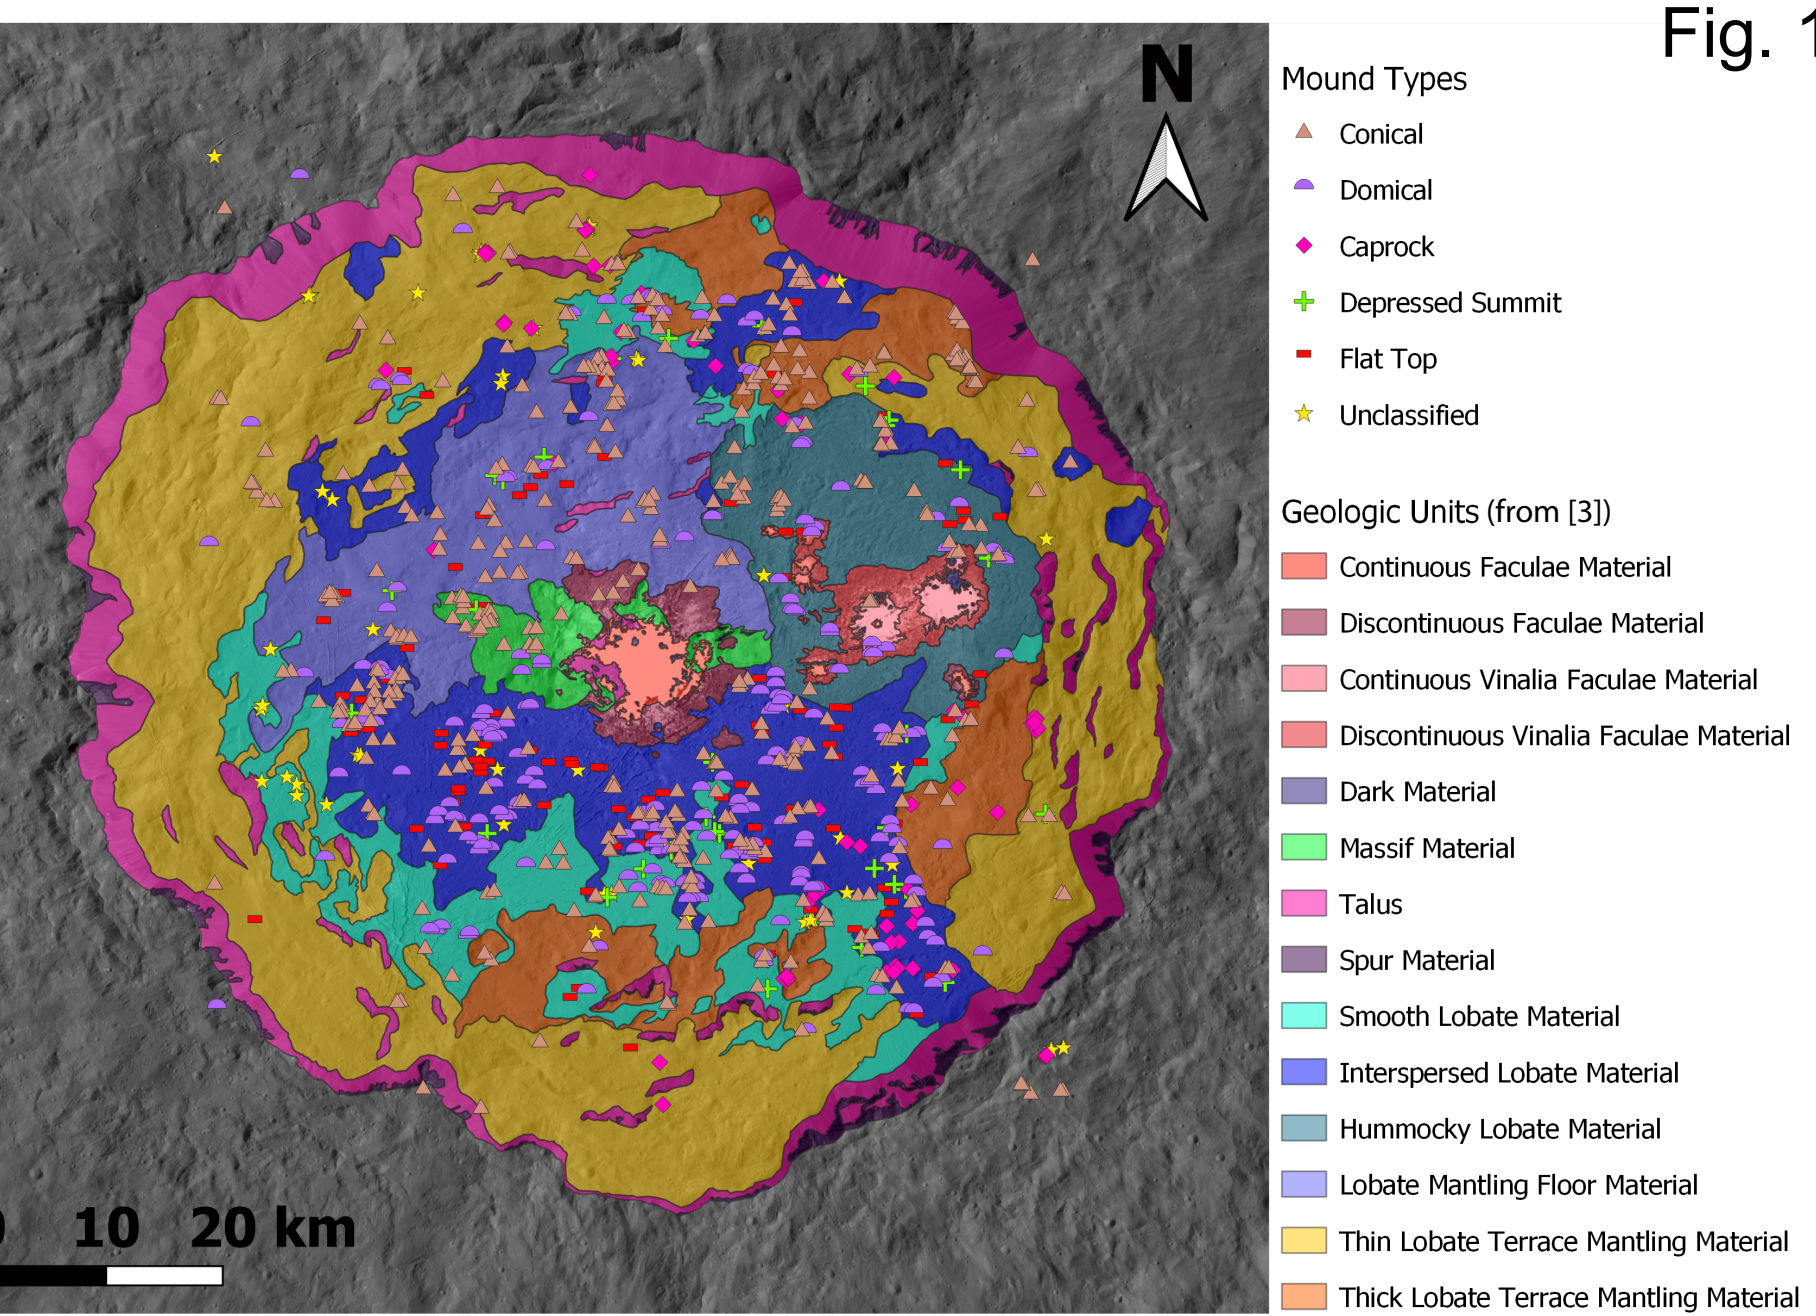 Fig. 1
N
Mound Types
Conical
Domical
Caprock
Depressed Summit
Flat Top
Unclassified
Geologic Units (from [3])
Continuous Faculae Material
Discontinuous Faculae Material
Continuous Vinalia Faculae Material
Discontinuous Vinalia Faculae Material
Dark Material
Massif Material
Talus
Spur Material
Smooth Lobate Material
Interspersed Lobate Material
Hummocky Lobate Material
Lobate Mantling Floor Material
Thin Lobate Terrace Mantling Material
Thick Lobate Terrace Mantling Material
0 10 20 km